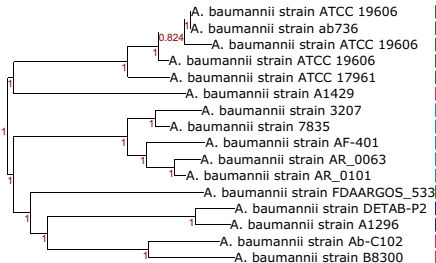 A. baumannii strain ATCC 19606
1
A. baumannii strain ab736
0.824
A. baumannii strain ATCC 19606
1
A. baumannii strain ATCC 19606
1
A. baumannii strain ATCC 17961
1
A. baumannii strain A1429
1
A. baumannii strain 3207
1
A. baumannii strain 7835
1
A. baumannii strain AF-401
1
A. baumannii strain AR_0063
1
A. baumannii strain AR_0101
1
A. baumannii strain FDAARGOS_533
1
A. baumannii strain DETAB-P2
1
A. baumannii strain A1296
1
A. baumannii strain Ab-C102
1
A. baumannii strain B8300